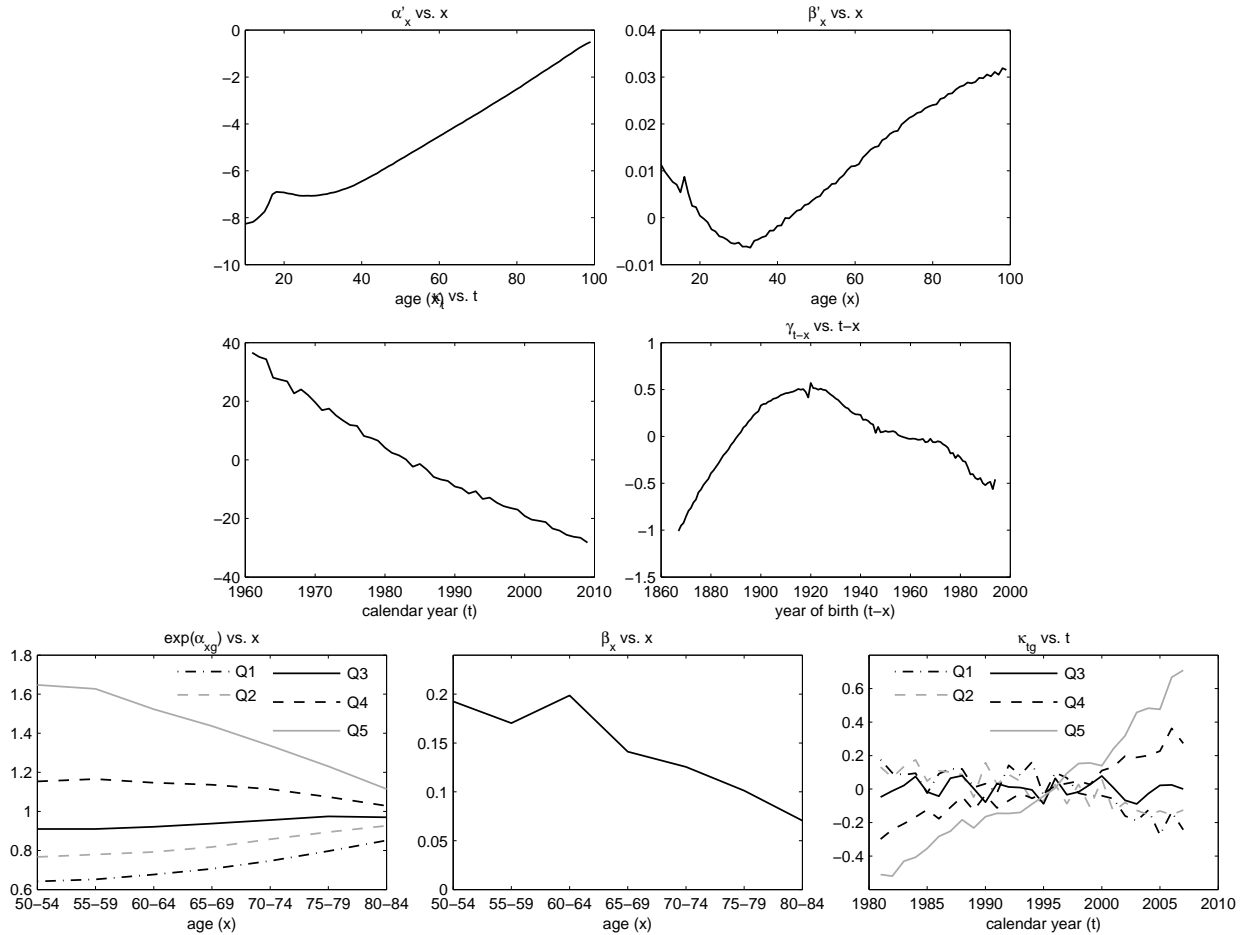 α'x vs. x
0
−2
−4
−6
−8
−10
20 40 60 80 100
age (x)
β'x vs. x
0.04
0.03
0.02
0.01
0
−0.01
20 40 60 80 100
age (x)
κt vs. t
40
20
0
−20
−40
1960 1970 1980 1990 2000 2010
calendar year (t)
γt−x vs. t−x
1
0.5
0
−0.5
−1
−1.5
1860 1880 1900 1920 1940 1960 1980 2000
year of birth (t−x)
exp(αxg) vs. x
1.8
1.6
1.4
1.2
1
0.8
0.6
Q1
Q2
Q3
Q4
Q5
50−54 55−59 60−64 65−69 70−74 75−79 80−84
age (x)
βx vs. x
0.2
0.15
0.1
0.05
0
50−54 55−59 60−64 65−69 70−74 75−79 80−84
age (x)
κtg vs. t
0.6
0.4
0.2
0
−0.2
−0.4
Q1
Q2
Q3
Q4
Q5
1980 1985 1990 1995 2000 2005 2010
calendar year (t)